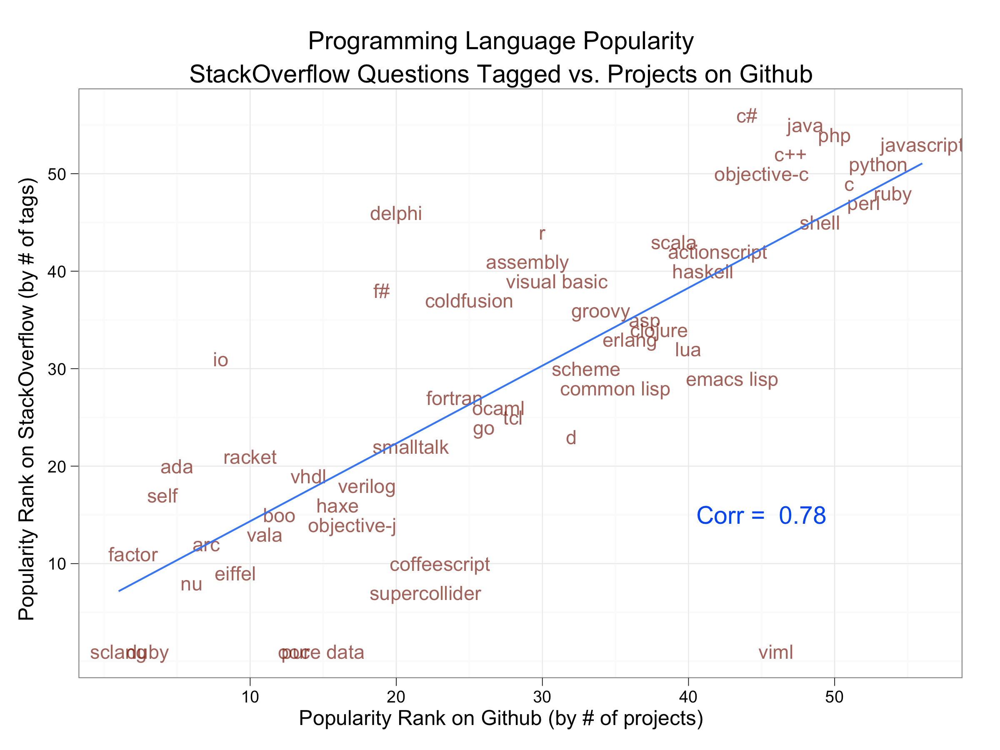 Programming Language Popularity
StackOverflow Questions Tagged vs. Projects on Github
Popularity Rank on StackOverflow (by # of tags)
50
40
30
20
10
c#
java
php
javascript
c++
python
objective-c
c
ruby
perl
delphi
shell
r
scala
actionscript
assembly
haskell
visual basic
f#
coldfusion
groovy
asp
clojure
erlang
lua
io
scheme
emacs lisp
common lisp
fortran
ocaml
tcl
go
d
smalltalk
racket
ada
vhdl
verilog
self
haxe
boo
objective-j
vala
arc
factor
coffeescript
eiffel
nu
supercollider
Corr = 0.78
sclang
pure data
viml
10
20
30
40
50
Popularity Rank on Github (by # of projects)